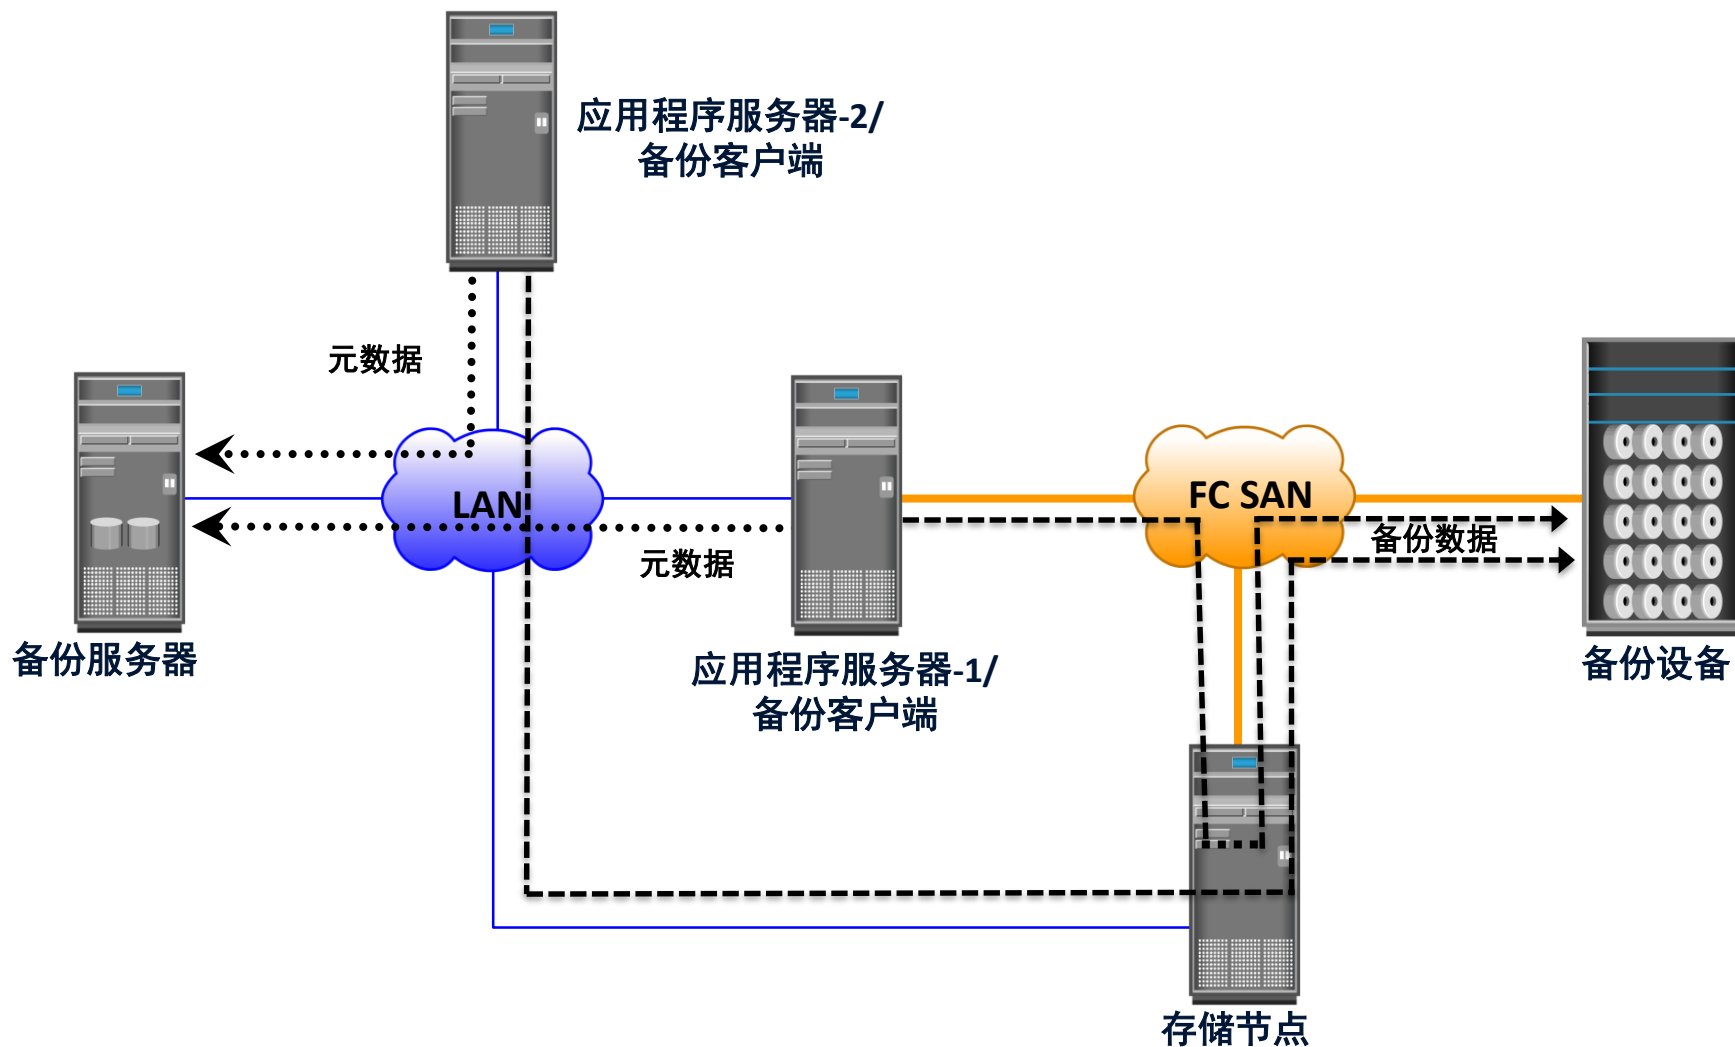 应用程序服务器-2/
备份客户端
元数据
LAN
FC SAN
备份数据
元数据
备份服务器
应用程序服务器-1/
备份客户端
备份设备
存储节点